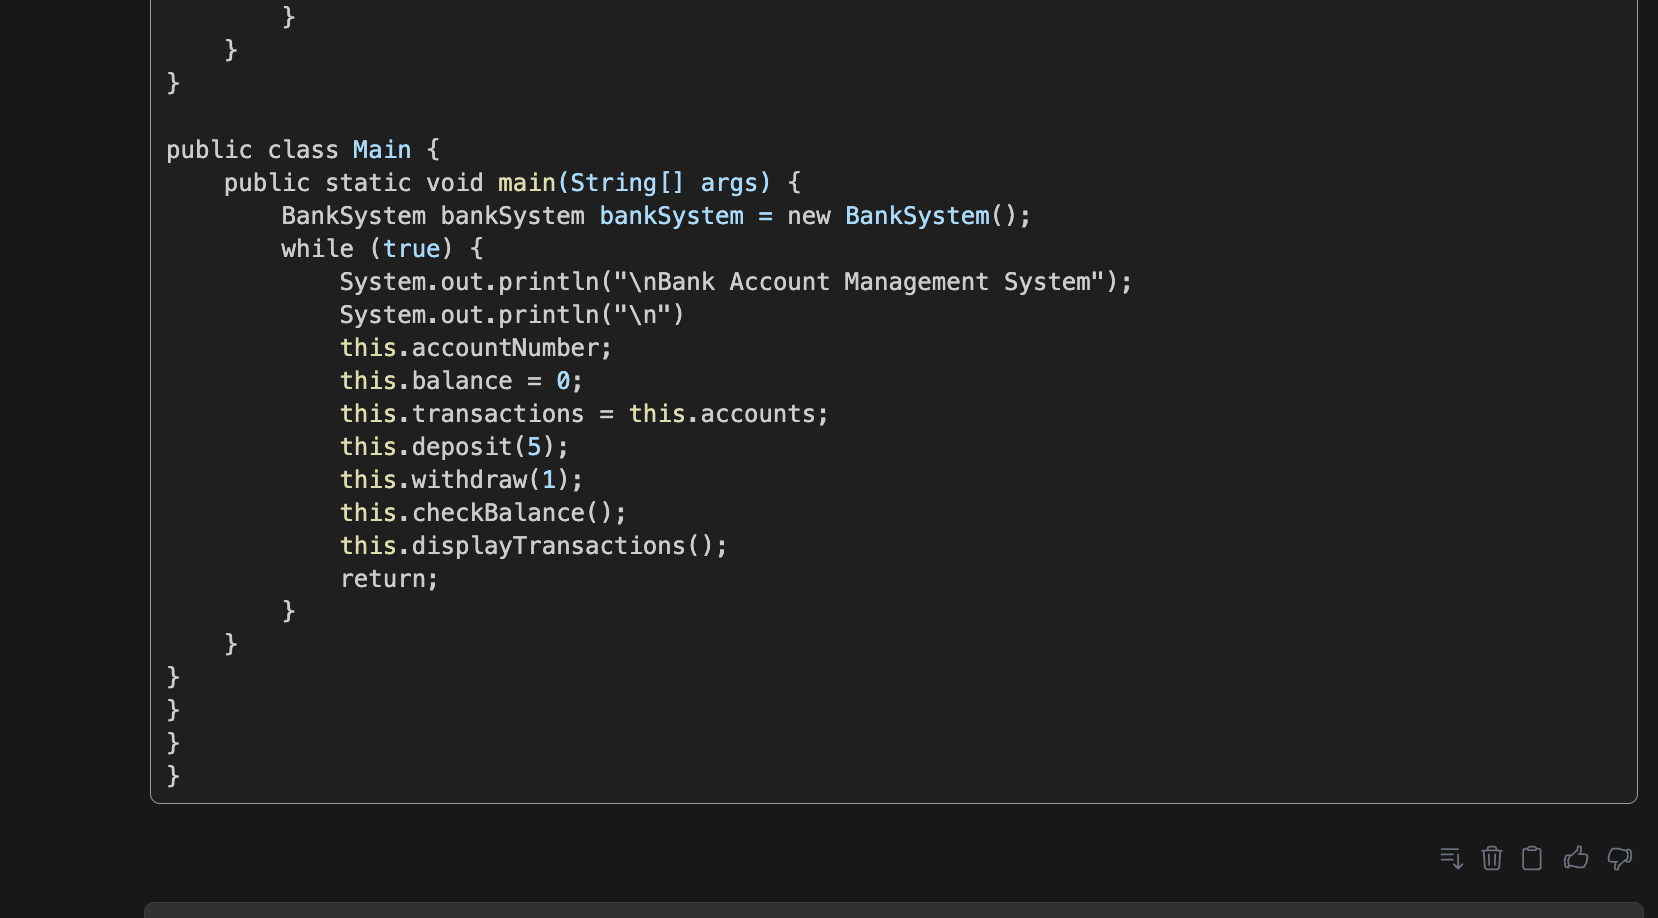 }
    }
}

public class Main {
    public static void main(String[] args) {
        BankSystem bankSystem bankSystem = new BankSystem();
        while (true) {
            System.out.println("\nBank Account Management System");
            System.out.println("\n")
            this.accountNumber;
            this.balance = 0;
            this.transactions = this.accounts;
            this.deposit(5);
            this.withdraw(1);
            this.checkBalance();
            this.displayTransactions();
            return;
        }
    }
}
}
}
}